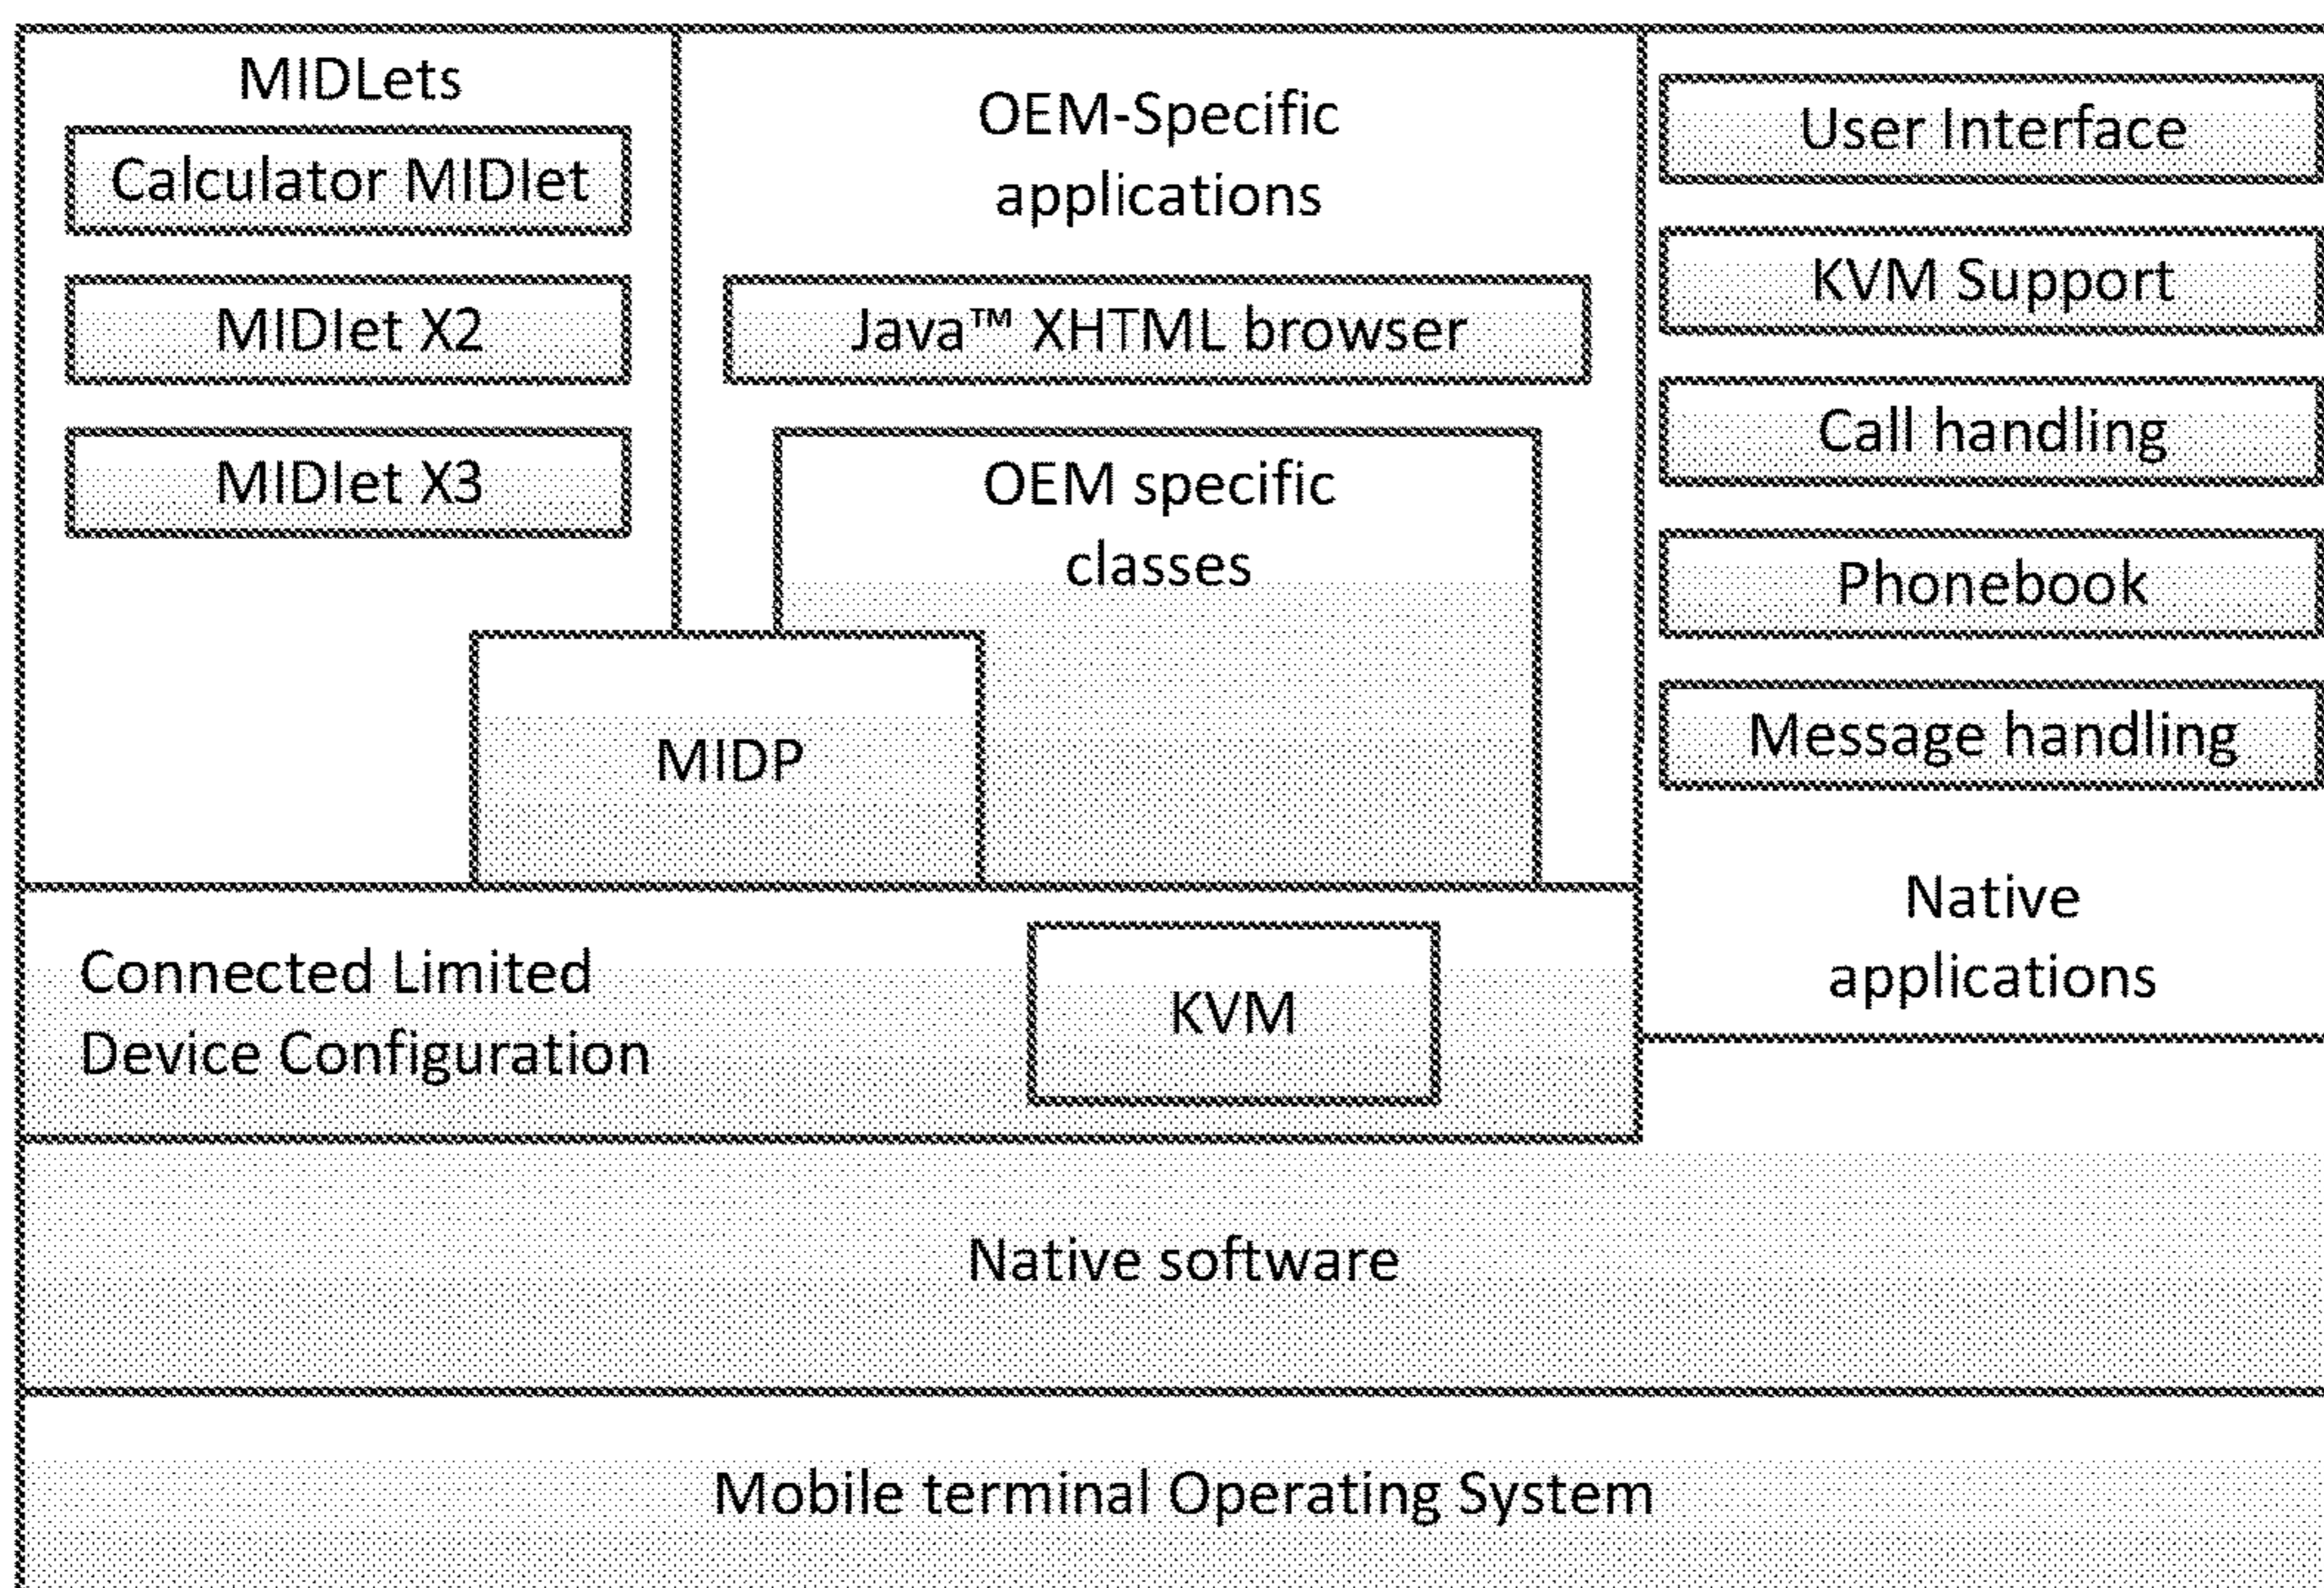 MIDLets
Calculator MIDlet
MIDlet X2
MIDlet X3
OEM-Specific
applications
Java™ XHTML browser
OEM specific
classes
MIDP
User Interface
KVM Support
Call handling
Phonebook
Message handling
Native
applications
Connected Limited
Device Configuration
KVM
Native software
Mobile terminal Operating System